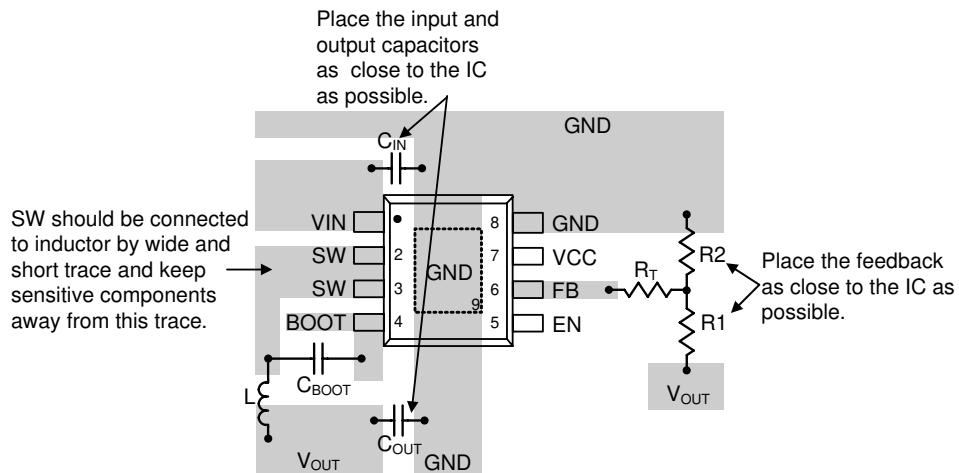 Place the input and
output capacitors
as close to the IC
as possible.
GND
CIN
SW should be connected
to inductor by wide and
short trace and keep
sensitive components
away from this trace.
VIN
SW
SW
BOOT
2
3
4
GND
9
8
7
6
5
GND
VCC
FB
EN
RT
R2
R1
Place the feedback
as close to the IC as
possible.
VOUT
CBOOT
L
COUT
VOUT
GND